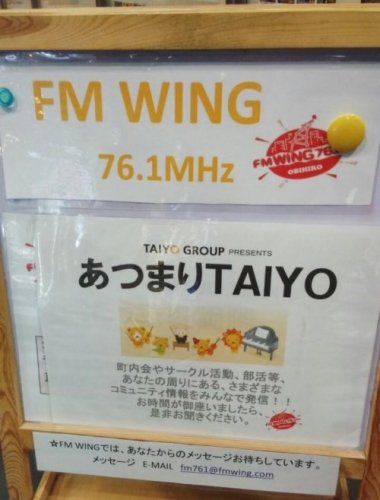 FM WING
76.1MHz
FM WING 76.1
OBIHIRO
TAIYO GROUP PRESENTS
あつまりTAIYO
町内会やサークル活動、部活等、
あなたの周りにある、さまざまな
コミュニティ情報をみんなで発信！！
お時間が御座いましたら、
是非お聞きください。
☆FM WINGでは、あなたからのメッセージお待ちしています。
メッセージ E-MAIL fm761@fmwing.com